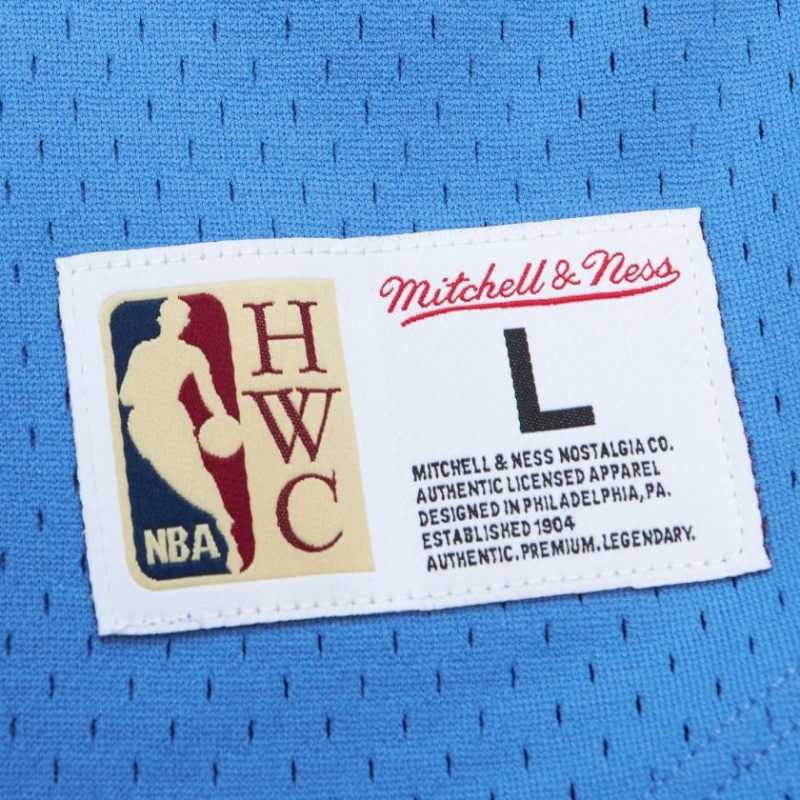 NBA
H
W
C
Mitchell & Ness
L
MITCHELL & NESS NOSTALGIA CO.
AUTHENTIC LICENSED APPAREL
DESIGNED IN PHILADELPHIA, PA.
ESTABLISHED 1904
AUTHENTIC. PREMIUM. LEGENDARY.